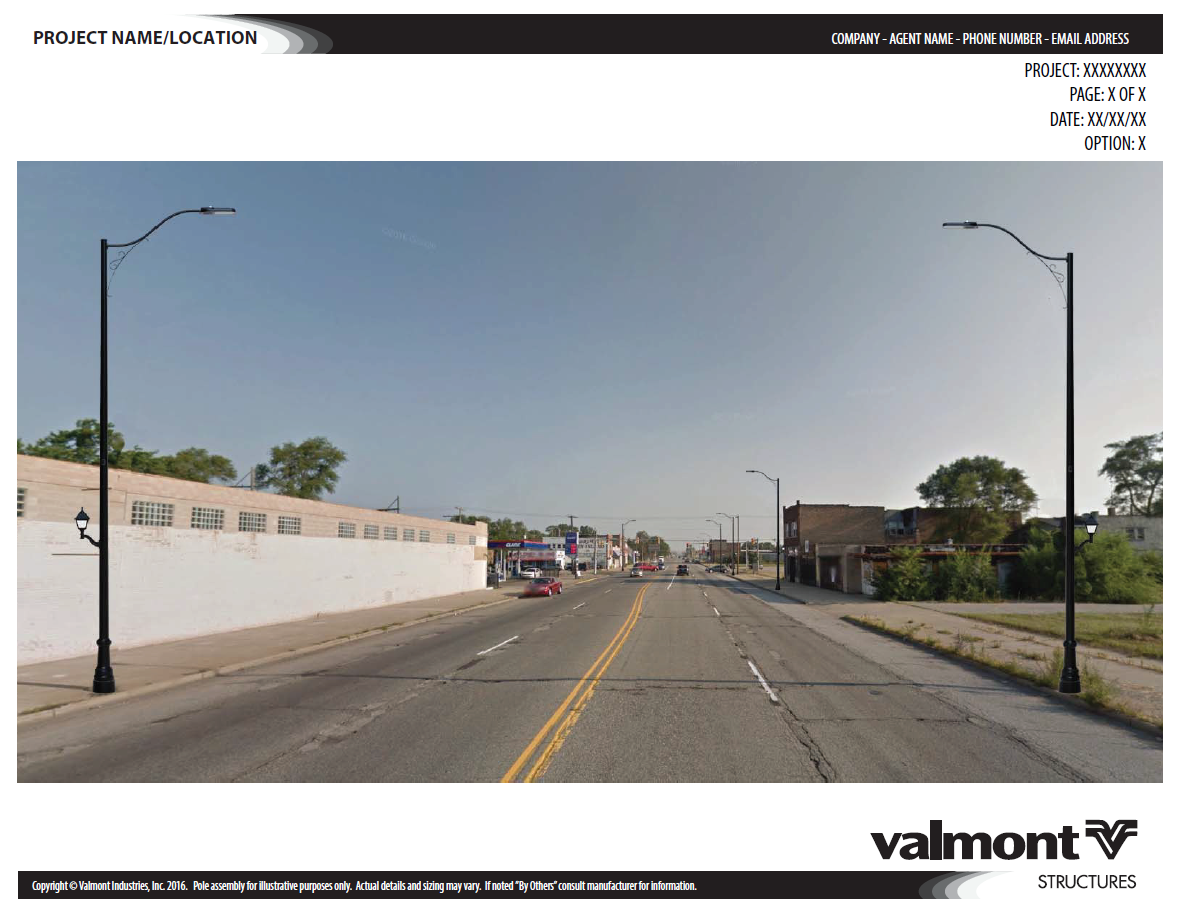 PROJECT NAME/LOCATION
COMPANY - AGENT NAME - PHONE NUMBER - EMAIL ADDRESS
PROJECT: XXXXXXXX
PAGE: X OF X
DATE: XX/XX/XX
OPTION: X
valmont
STRUCTURES
Copyright © Valmont Industries, Inc. 2016. Pole assembly for illustrative purposes only. Actual details and sizing may vary. If noted "By Others" consult manufacturer for information.